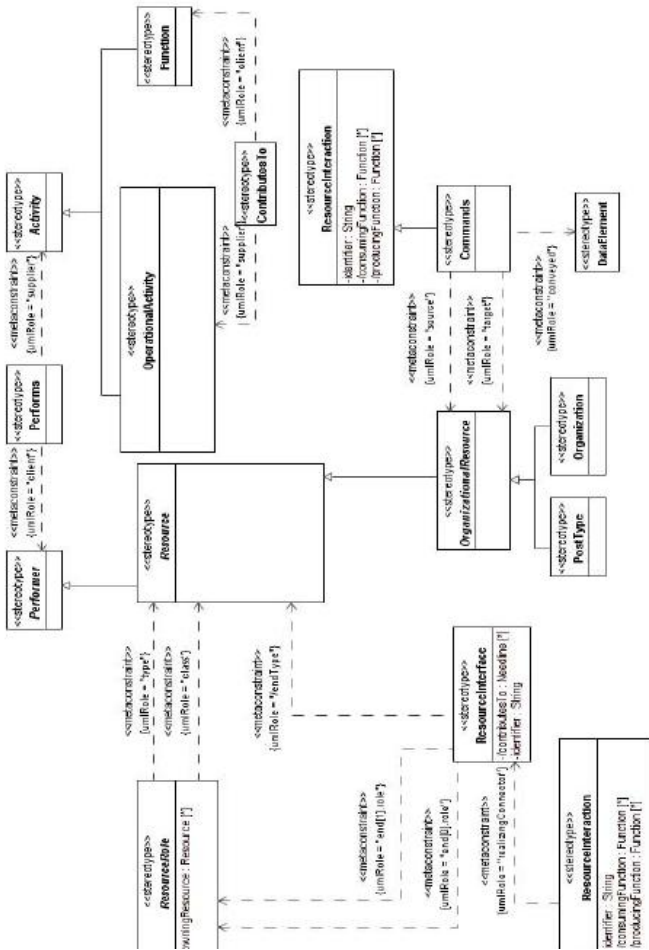 <<stereotype>>
Performer
<<metaconstraint>>
{umlRole = "client"}
<<stereotype>>
Performs
<<metaconstraint>>
{umlRole = "supplier"}
<<stereotype>>
Activity
<<stereotype>>
ResourceRole
owningResource : Resource [*]
<<metaconstraint>>
{umlRole = "type"}
<<metaconstraint>>
{umlRole = "class"}
<<stereotype>>
Resource
<<stereotype>>
OperationalActivity
<<stereotype>>
Function
<<metaconstraint>>
{umlRole = "/endType"}
<<metaconstraint>>
{umlRole = "supplier"}
<<stereotype>>
ContributesTo
<<metaconstraint>>
{umlRole = "client"}
<<metaconstraint>>
{umlRole = "end[1].role"}
<<metaconstraint>>
{umlRole = "end[0].role"}
<<stereotype>>
ResourceInterface
-/contributesTo : Needline [*]
-identifier : String
<<metaconstraint>>
{umlRole = "realizingConnector"}
<<stereotype>>
ResourceInteraction
identifier : String
/consumingFunction : Function [*]
/producingFunction : Function [*]
<<stereotype>>
OrganizationalResource
<<stereotype>>
PostType
<<stereotype>>
Organization
<<metaconstraint>>
{umlRole = "source"}
<<metaconstraint>>
{umlRole = "target"}
<<stereotype>>
ResourceInteraction
-identifier : String
-/consumingFunction : Function [*]
-/producingFunction : Function [*]
<<stereotype>>
Commands
<<metaconstraint>>
{umlRole = "conveyed"}
<<stereotype>>
DataElement